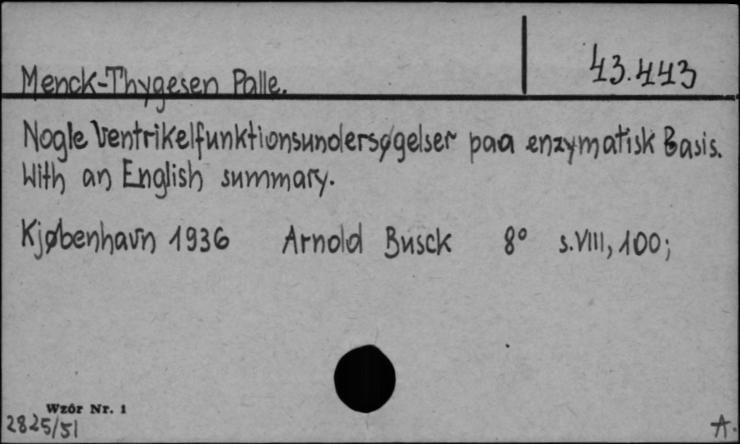 43.443
Menck-Thygesen Palle.
Nogle Ventrikelfunktionsundersøgelser paa enzymatisk Basis.
With an English summary.
Kjøbenhavn 1936 Arnold Busck 8° s.VIII, 100;
Wzór Nr. 1
2825/51
A.